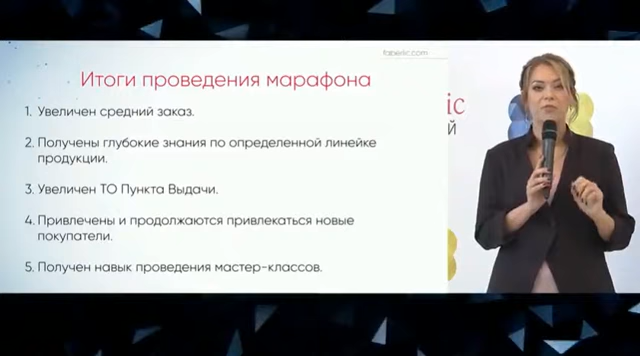 faberlic.com
Итоги проведения марафона
1. Увеличен средний заказ.
2. Получены глубокие знания по определенной линейке
продукции.
3. Увеличен ТО Пункта Выдачи.
4. Привлечены и продолжаются привлекаться новые
покупатели.
5. Получен навык проведения мастер-классов.
ic
Й